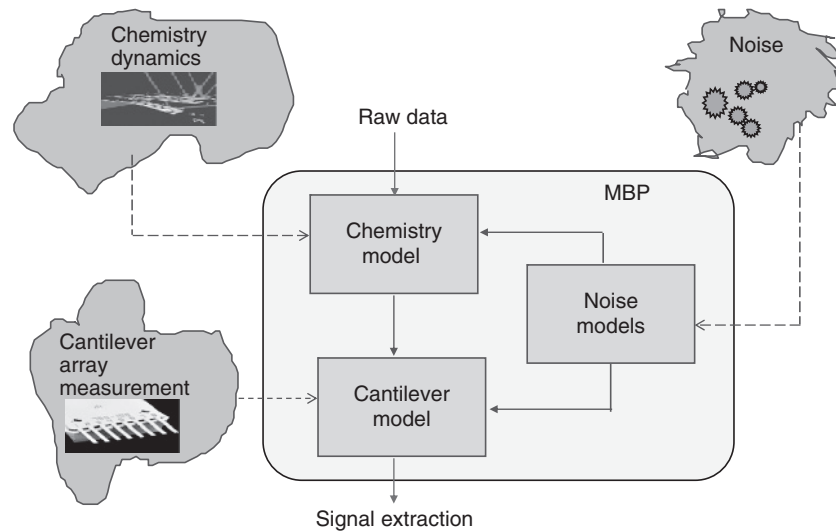 Chemistry
dynamics
Noise
Raw data
MBP
Chemistry
model
Noise
models
Cantilever
array
measurement
Cantilever
model
Signal extraction